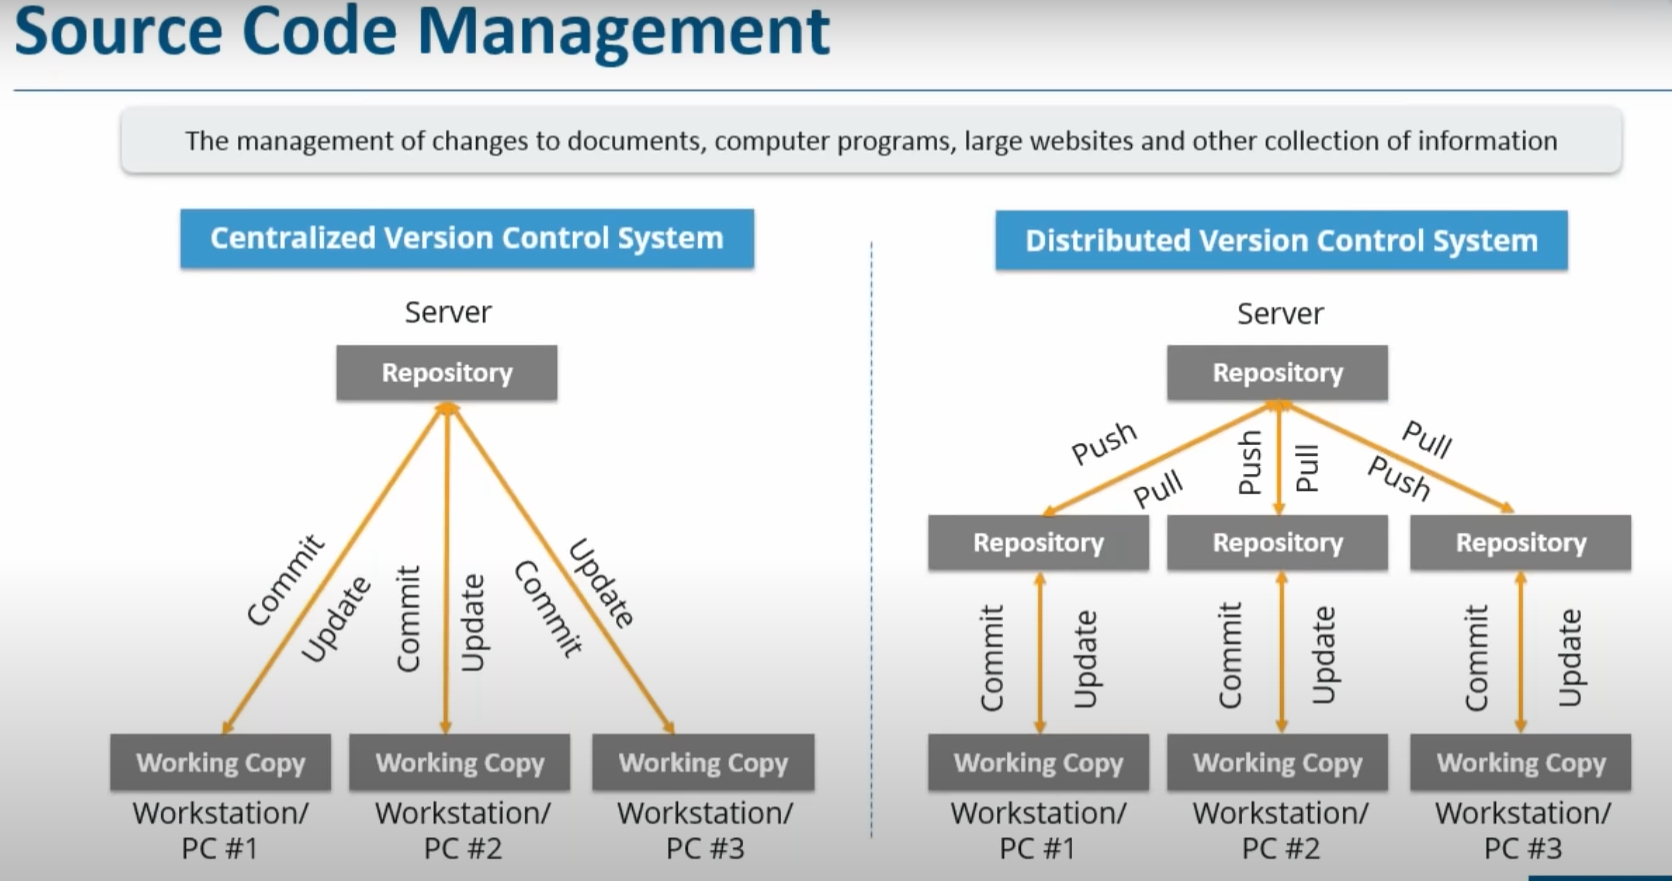 Source Code Management
The management of changes to documents, computer programs, large websites and other collection of information
Centralized Version Control System
Server
Repository
Commit
Update
Commit
Update
Commit
Update
Working Copy
Working Copy
Working Copy
Workstation/
PC #1
Workstation/
PC #2
Workstation/
PC #3
Distributed Version Control System
Server
Repository
Push
Pull
Push
Pull
Pull
Push
Repository
Repository
Repository
Commit
Update
Commit
Update
Commit
Update
Working Copy
Working Copy
Working Copy
Workstation/
PC #1
Workstation/
PC #2
Workstation/
PC #3